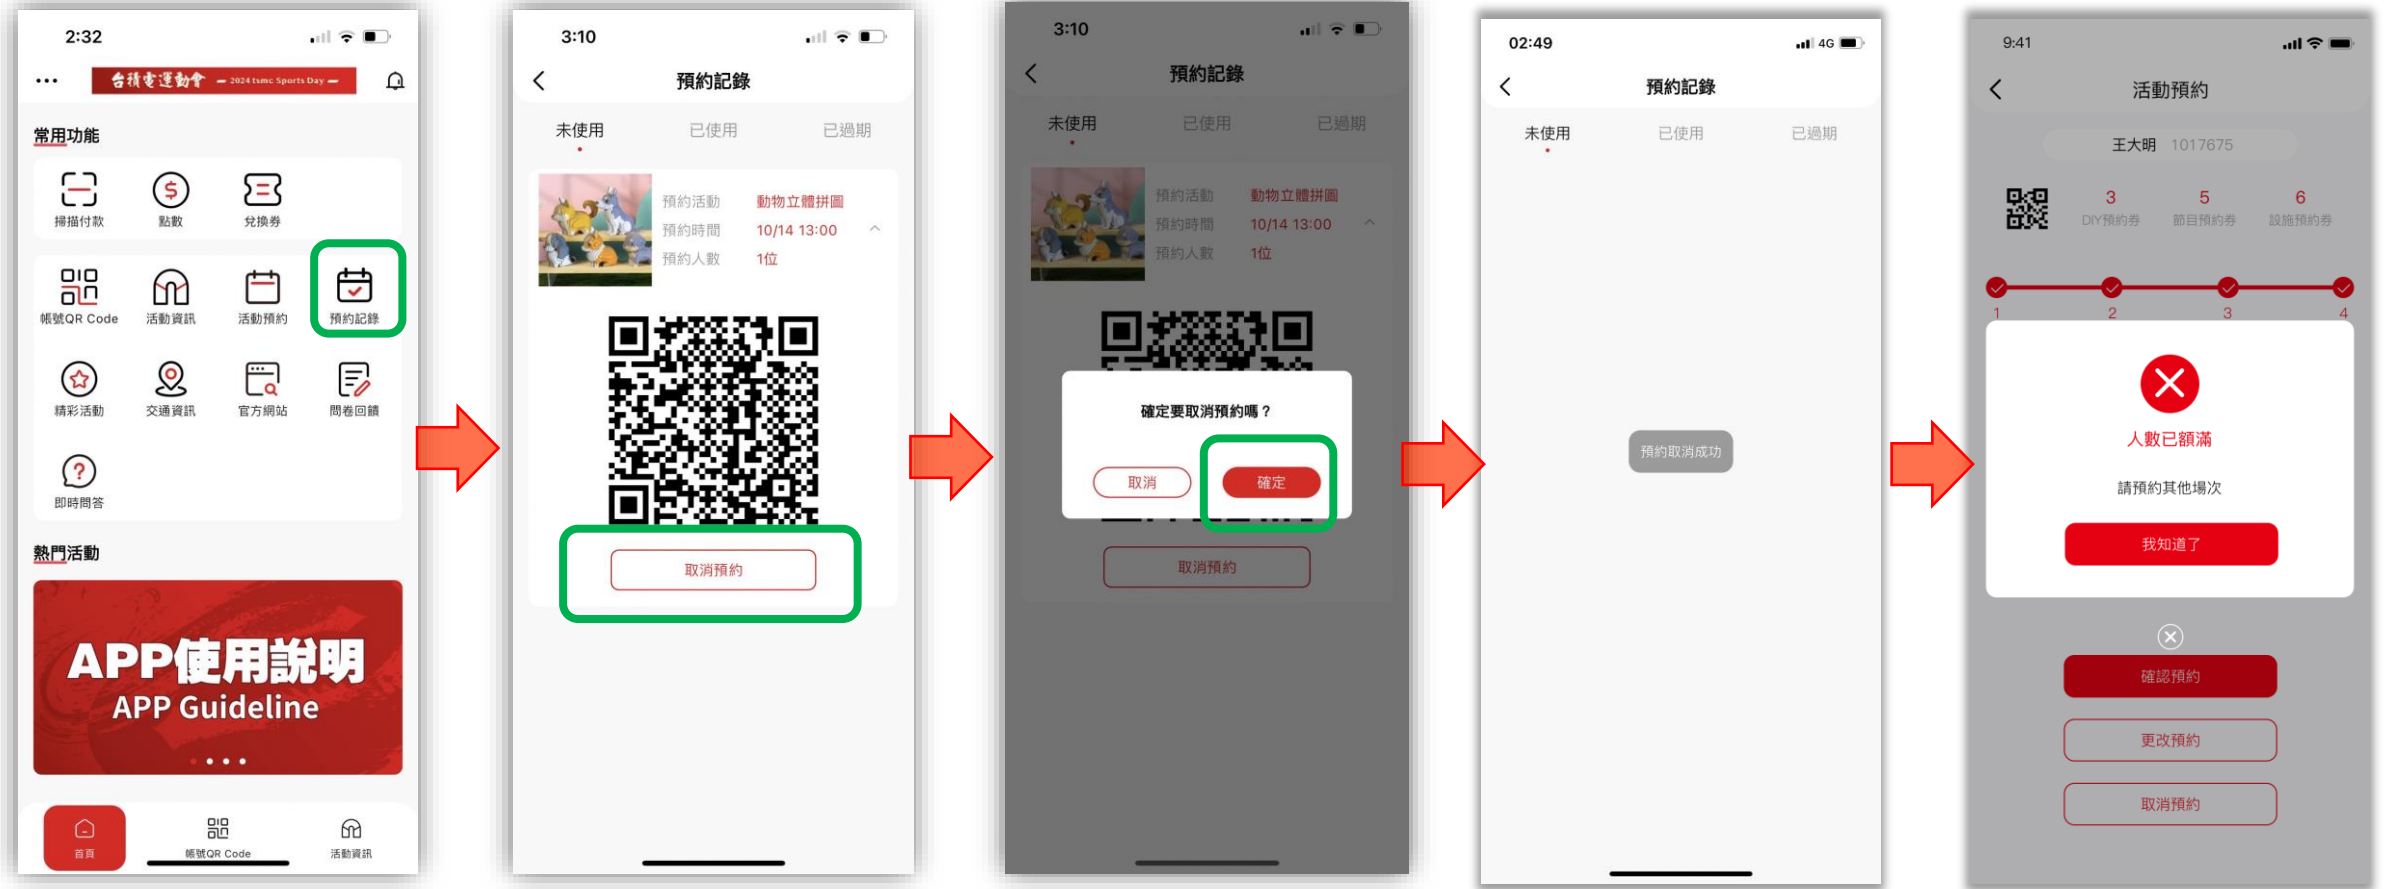 2:32
台積電運動會 — 2024 tsmc Sports Day —
常用功能
掃描付款
點數
兌換券
帳號QR Code
活動資訊
活動預約
預約記錄
精彩活動
交通資訊
官方網站
問卷回饋
即時問答
熱門活動
APP使用說明
APP Guideline
首頁
帳號QR Code
活動資訊
3:10
預約記錄
未使用
已使用
已過期
預約活動 動物立體拼圖
預約時間 10/14 13:00
預約人數 1位
取消預約
3:10
預約記錄
未使用
已使用
已過期
預約活動 動物立體拼圖
預約時間 10/14 13:00
預約人數 1位
確定要取消預約嗎？
取消
確定
取消預約
02:49
4G
預約記錄
未使用
已使用
已過期
預約取消成功
9:41
活動預約
王大明 1017675
3
5
6
DIY預約券
節目預約券
設施預約券
1
2
3
4
人數已額滿
請預約其他場次
我知道了
確認預約
更改預約
取消預約